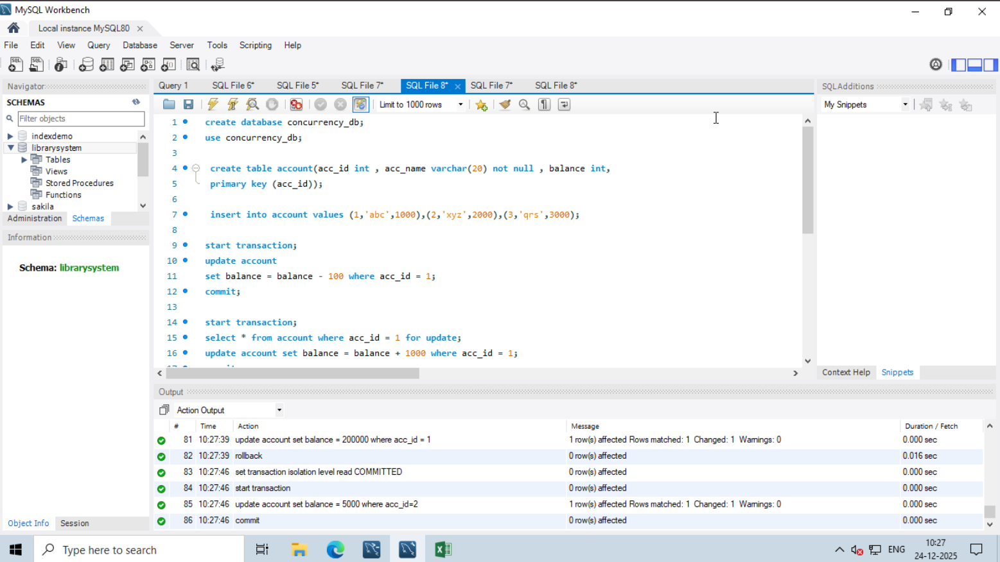 MySQL Workbench
Local instance MySQL80
File Edit View Query Database Server Tools Scripting Help
Navigator
SCHEMAS
Filter objects
indexdemo
librarysystem
Tables
Views
Stored Procedures
Functions
sakila
Administration Schemas
Information
Schema: librarysystem
Object Info Session
Query 1 SQL File 6* SQL File 5* SQL File 7* SQL File 8* SQL File 7* SQL File 8*
Limit to 1000 rows
1 create database concurrency_db;
2 use concurrency_db;
3
4 create table account(acc_id int , acc_name varchar(20) not null , balance int,
5 primary key (acc_id));
6
7 insert into account values (1,'abc',1000),(2,'xyz',2000),(3,'qrs',3000);
8
9 start transaction;
10 update account
11 set balance = balance - 100 where acc_id = 1;
12 commit;
13
14 start transaction;
15 select * from account where acc_id = 1 for update;
16 update account set balance = balance + 1000 where acc_id = 1;
SQLAdditions
My Snippets
Context Help Snippets
Output
Action Output
# Time Action Message Duration / Fetch
81 10:27:39 update account set balance = 200000 where acc_id = 1 1 row(s) affected Rows matched: 1 Changed: 1 Warnings: 0 0.000 sec
82 10:27:39 rollback 0 row(s) affected 0.016 sec
83 10:27:46 set transaction isolation level read COMMITTED 0 row(s) affected 0.000 sec
84 10:27:46 start transaction 0 row(s) affected 0.000 sec
85 10:27:46 update account set balance = 5000 where acc_id=2 1 row(s) affected Rows matched: 1 Changed: 1 Warnings: 0 0.000 sec
86 10:27:46 commit 0 row(s) affected 0.000 sec
Type here to search
ENG
10:27
24-12-2025